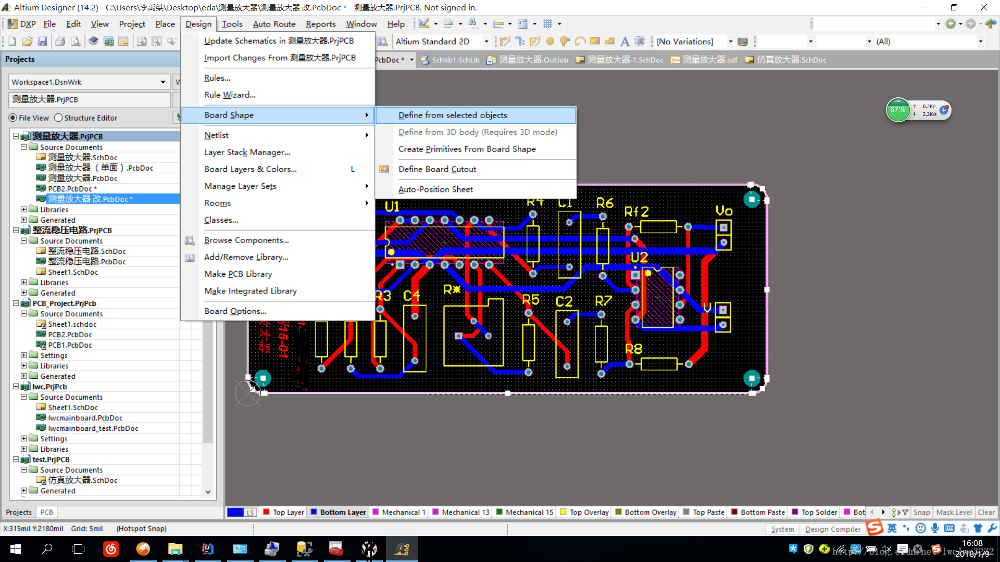 Altium Designer (14.2) - C:\Users\李禹桀\Desktop\eda\测量放大器\测量放大器 改.PcbDoc * - 测量放大器.PrjPCB. Not signed in.
DXP File Edit View Project Place Design Tools Auto Route Reports Window Help
Altium Standard 2D [No Variations] (All)
Projects
Workspace1.DsnWrk
测量放大器.PrjPCB
File View Structure Editor
测量放大器.PrjPCB
Source Documents
测量放大器.SchDoc
测量放大器（单面）.PcbDoc
测量放大器.PcbDoc
PCB2.PcbDoc *
测量放大器 改.PcbDoc *
Libraries
Generated
整流稳压电路.PrjPCB
Source Documents
整流稳压电路.SchDoc
整流稳压电路.PcbDoc
Sheet1.SchDoc
Libraries
Generated
PCB_Project.PrjPcb
Source Documents
Sheet1.schdoc
PCB2.PcbDoc
PCB1.PcbDoc
Settings
Libraries
Generated
lwc.PrjPcb
Source Documents
Sheet1.SchDoc
lwcmainboard.PcbDoc
lwcmainboard_test.PcbDoc
Settings
Libraries
test.PrjPCB
Source Documents
仿真放大器.SchDoc
Generated
Projects PCB
Update Schematics in 测量放大器.PrjPCB
Import Changes From 测量放大器.PrjPCB
Rules...
Rule Wizard...
Board Shape
Netlist
Layer Stack Manager...
Board Layers & Colors... L
Manage Layer Sets
Rooms
Classes...
Browse Components...
Add/Remove Library...
Make PCB Library
Make Integrated Library
Board Options...
Define from selected objects
Define from 3D body (Requires 3D mode)
Create Primitives From Board Shape
Define Board Cutout
Auto-Position Sheet
PcbDoc * Schlib1.SchLib 测量放大器.OutJob 测量放大器-1.SchDoc 测量放大器.sdf 仿真放大器.SchDoc
67% 0.2K/s
2.2K/s
U1 R4 C1 R6 Rf2 Vo
U2
R3 C4 R* R5 C2 R7 V
R8
15-01
大器
LS Top Layer Bottom Layer Mechanical 1 Mechanical 13 Mechanical 15 Top Overlay Bottom Overlay Top Paste Bottom Paste Top Solder Bot Snap Mask Level Clear
X:315mil Y:2180mil Grid: 5mil (Hotspot Snap)
System Design Compiler 英
16:08
2018/1/9